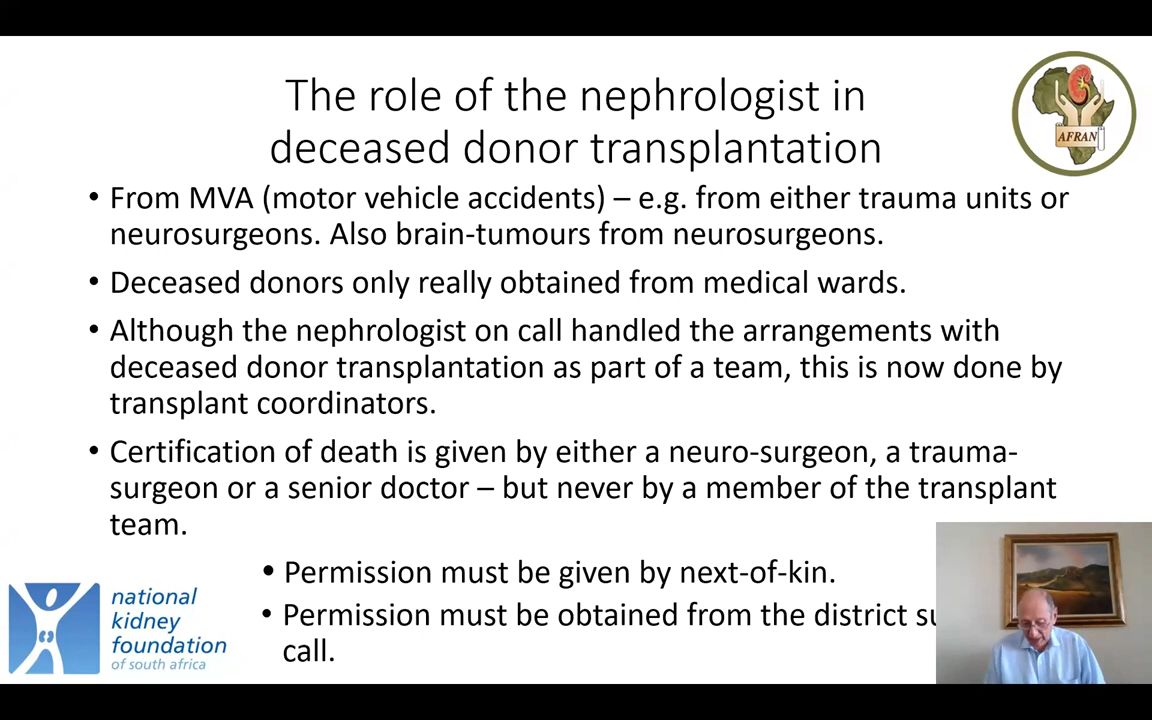 The role of the nephrologist in
deceased donor transplantation
AFRAN
• From MVA (motor vehicle accidents) – e.g. from either trauma units or
neurosurgeons. Also brain-tumours from neurosurgeons.
• Deceased donors only really obtained from medical wards.
• Although the nephrologist on call handled the arrangements with
deceased donor transplantation as part of a team, this is now done by
transplant coordinators.
• Certification of death is given by either a neuro-surgeon, a trauma-
surgeon or a senior doctor – but never by a member of the transplant
team.
• Permission must be given by next-of-kin.
• Permission must be obtained from the district
call.
national
kidney
foundation
of south africa